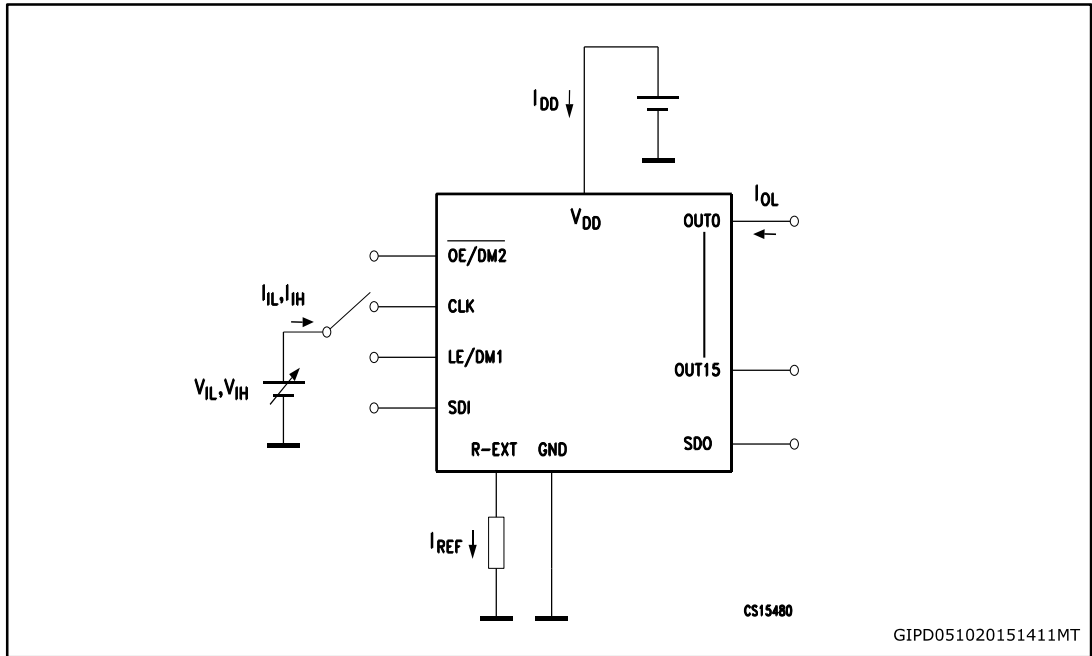 IDD
VDD
IOL
OUT0
OE/DM2
IIL,IIH
CLK
LE/DM1
OUT15
VIL,VIH
SDI
SDO
R-EXT GND
IREF
CS15480
GIPD051020151411MT